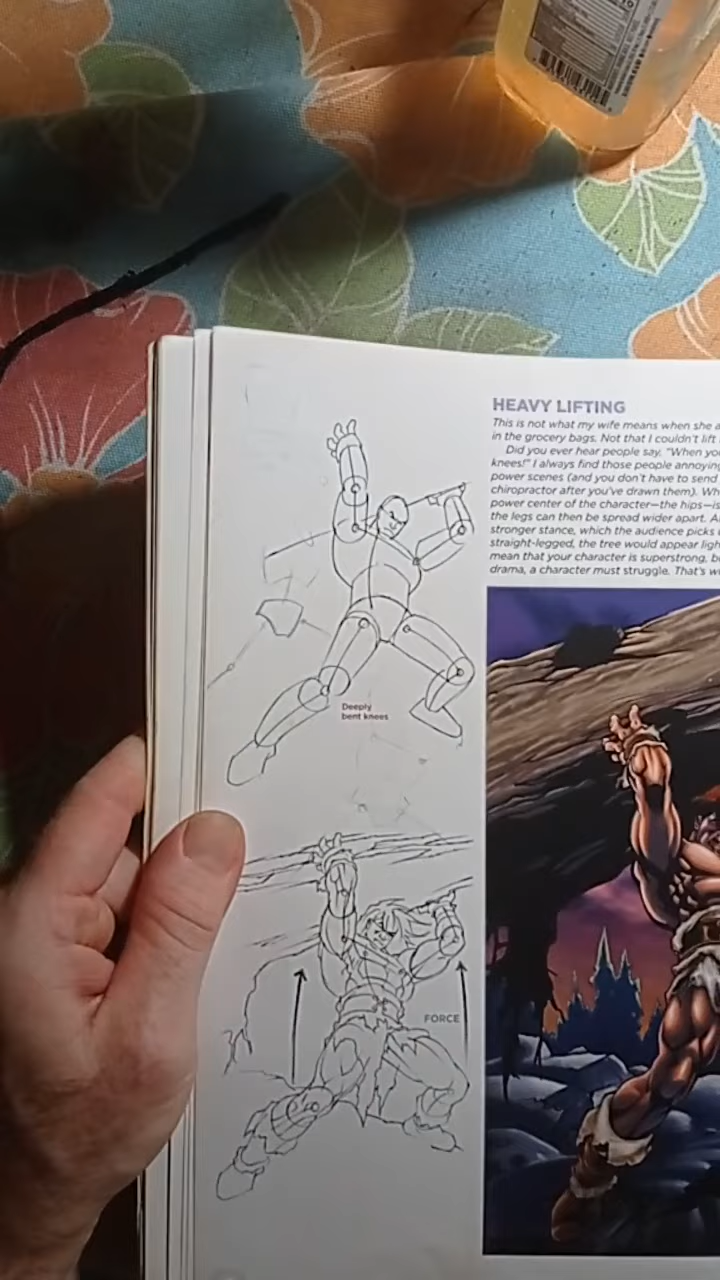 HEAVY LIFTING
This is not what my wife means when she a
in the grocery bags. Not that I couldn't lift
Did you ever hear people say, "When yo
knees!" I always find those people annoying
power scenes (and you don't have to send
chiropractor after you've drawn them). Wh
power center of the character—the hips—is
the legs can then be spread wider apart. A
stronger stance, which the audience picks
straight-legged, the tree would appear ligh
mean that your character is superstrong, b
drama, a character must struggle. That's w
Deeply
bent knees
FORCE